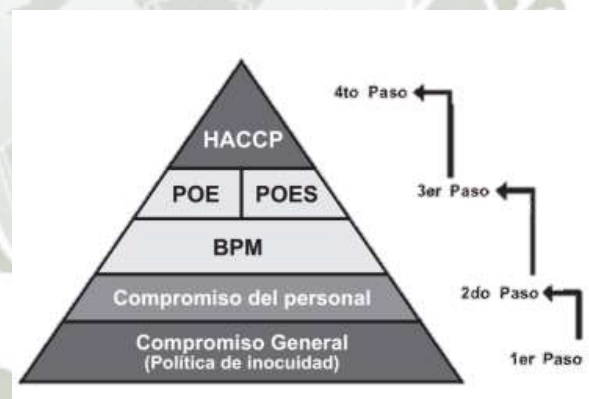 4to Paso
HACCP
POE POES
3er Paso
BPM
Compromiso del personal
2do Paso
Compromiso General
(Política de inocuidad)
1er Paso